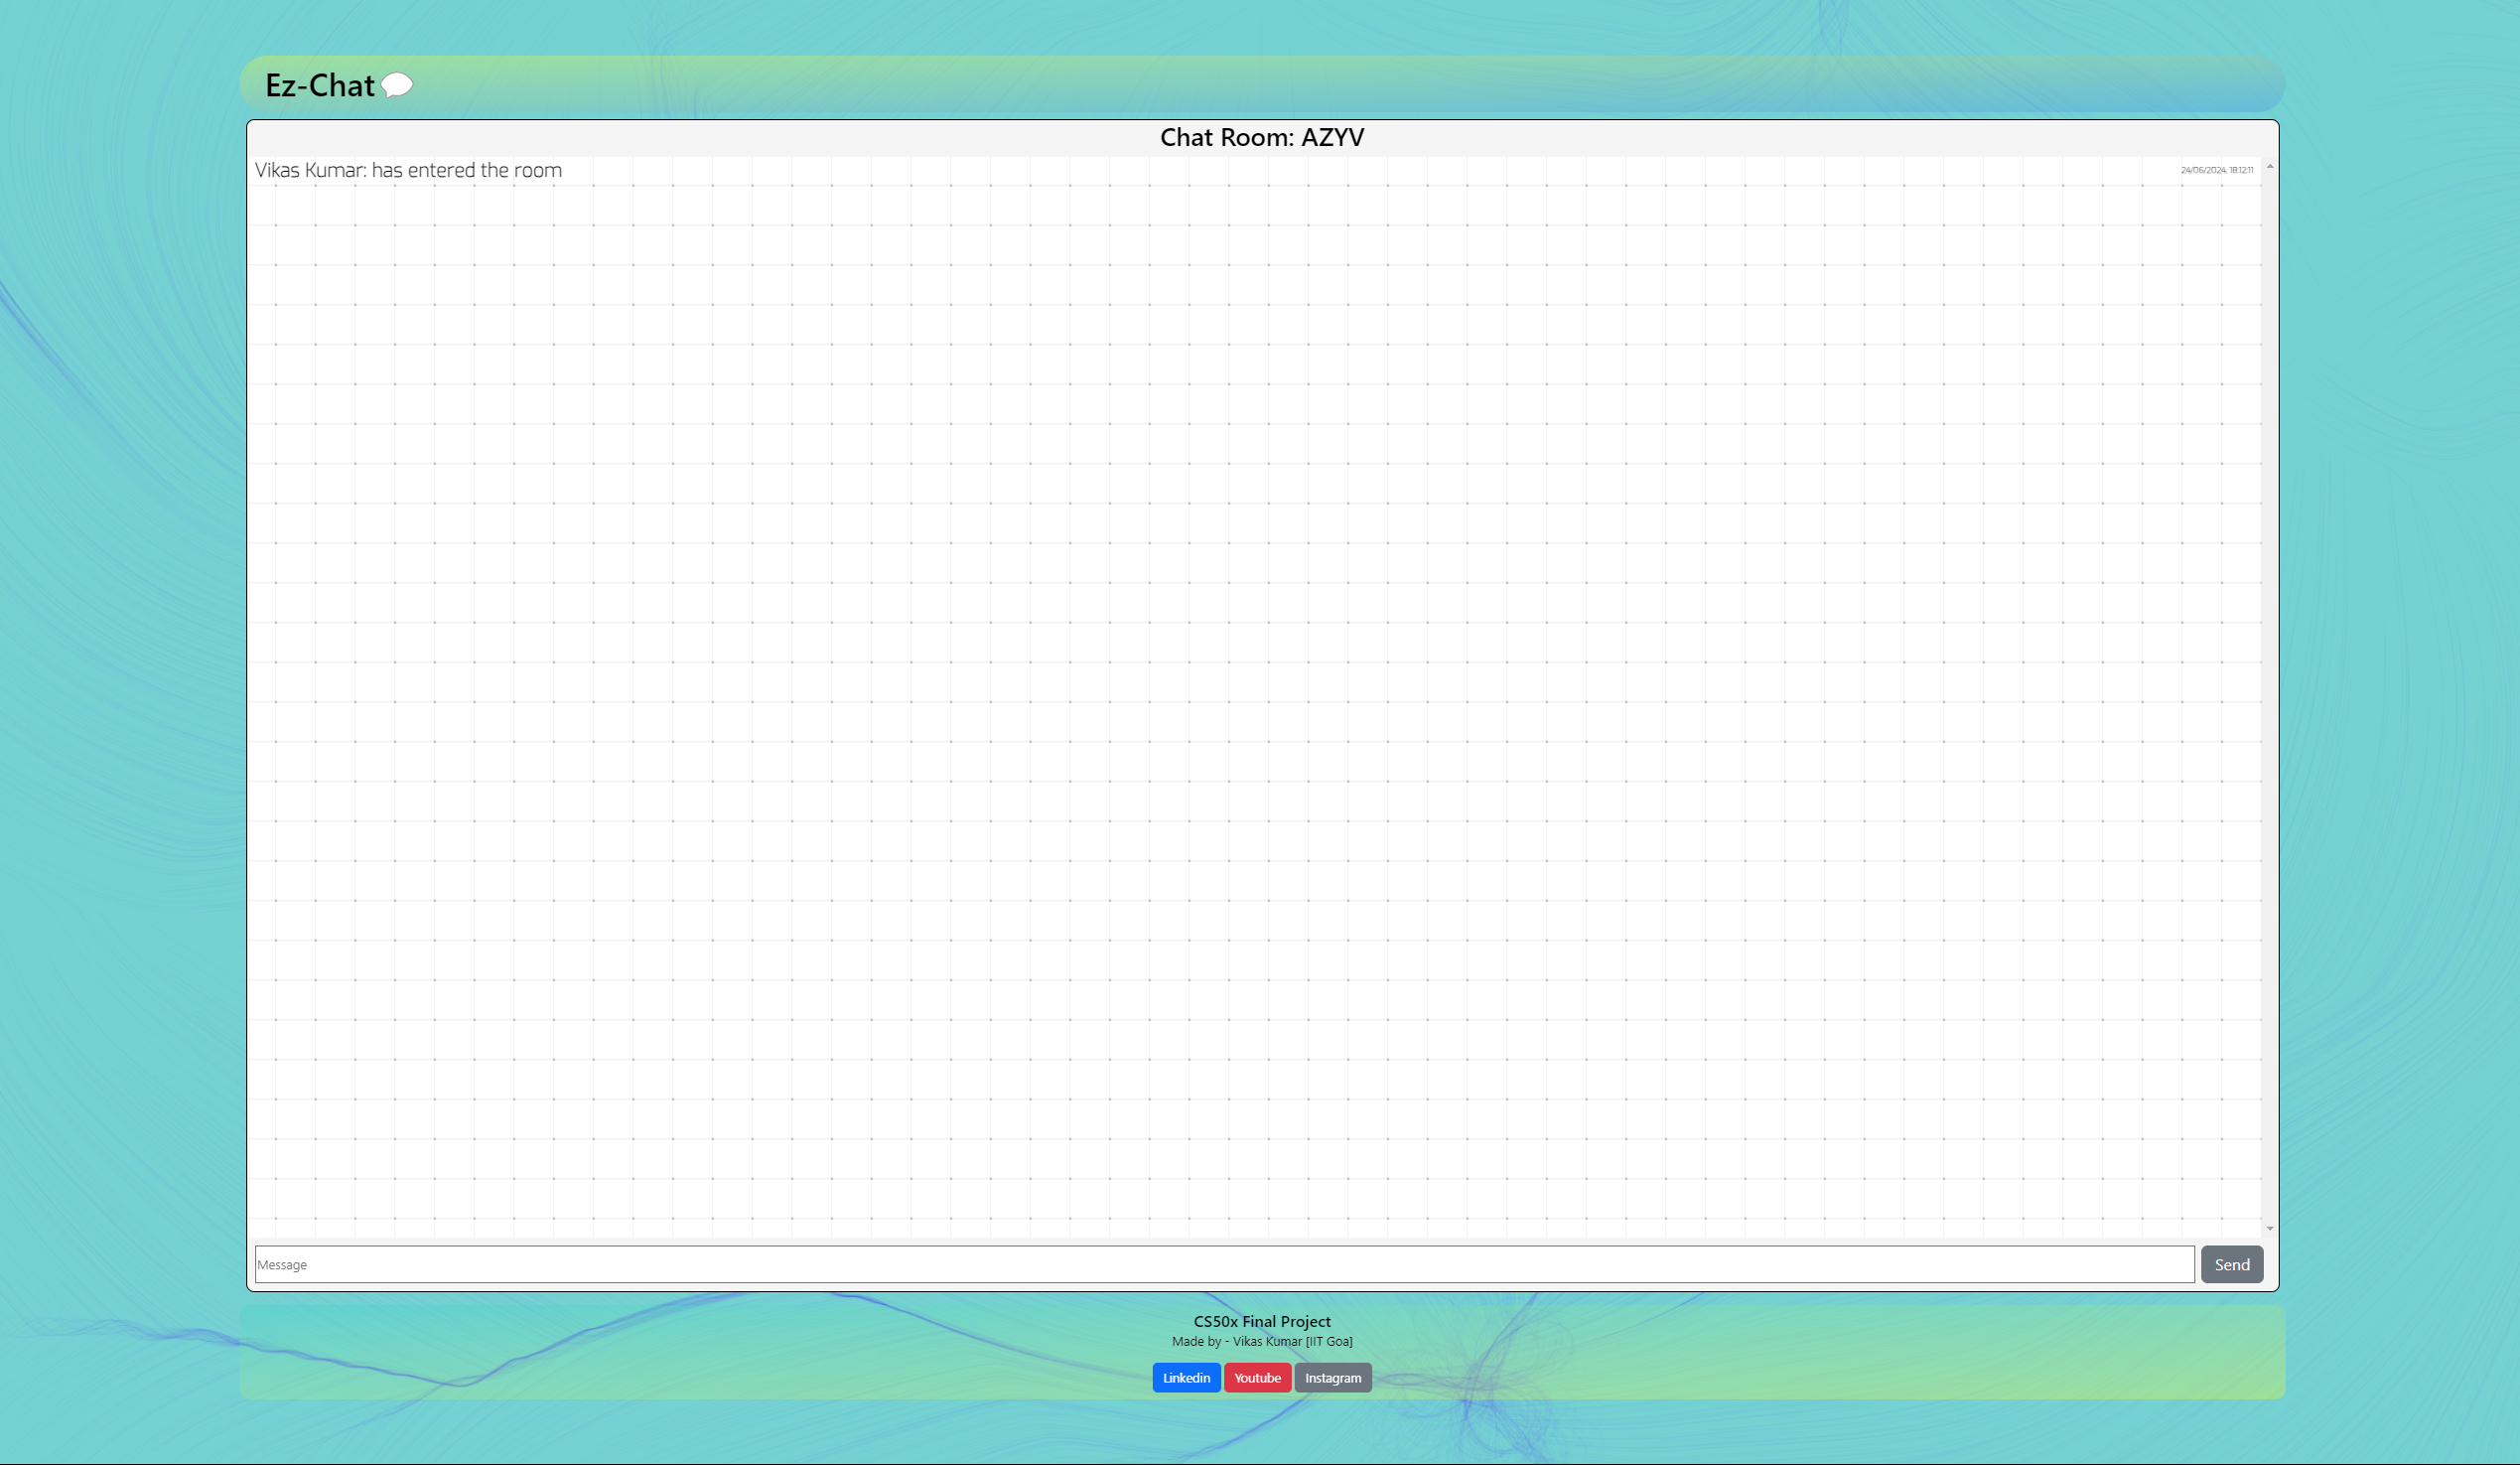 Ez-Chat
Chat Room: AZYV
Vikas Kumar: has entered the room 24/06/2024, 18:12:11
Message Send
CS50x Final Project
Made by - Vikas Kumar [IIT Goa]
Linkedin Youtube Instagram